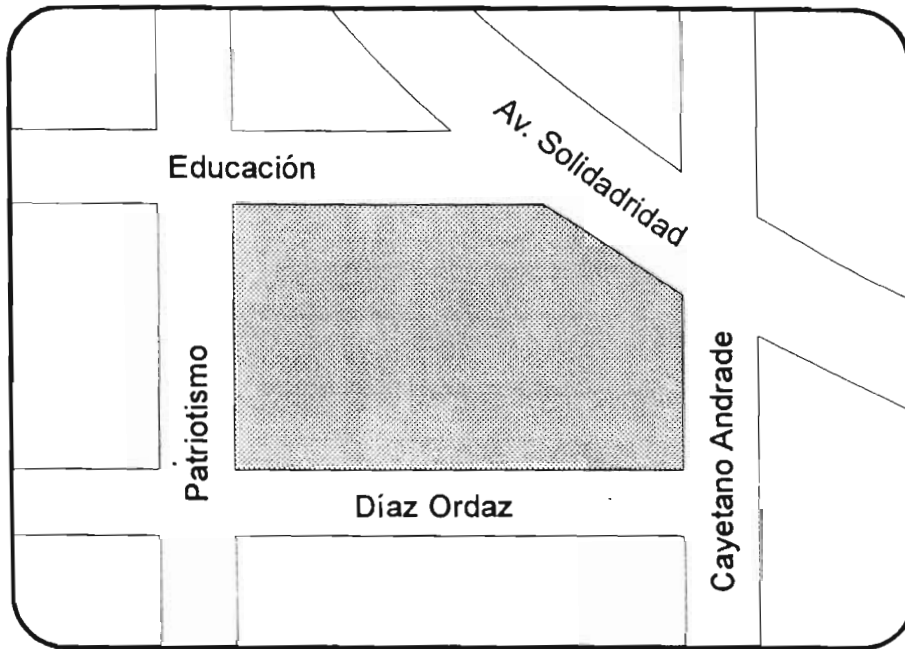 Av. Solidadridad
Educación
Patriotismo
Cayetano Andrade
Díaz Ordaz